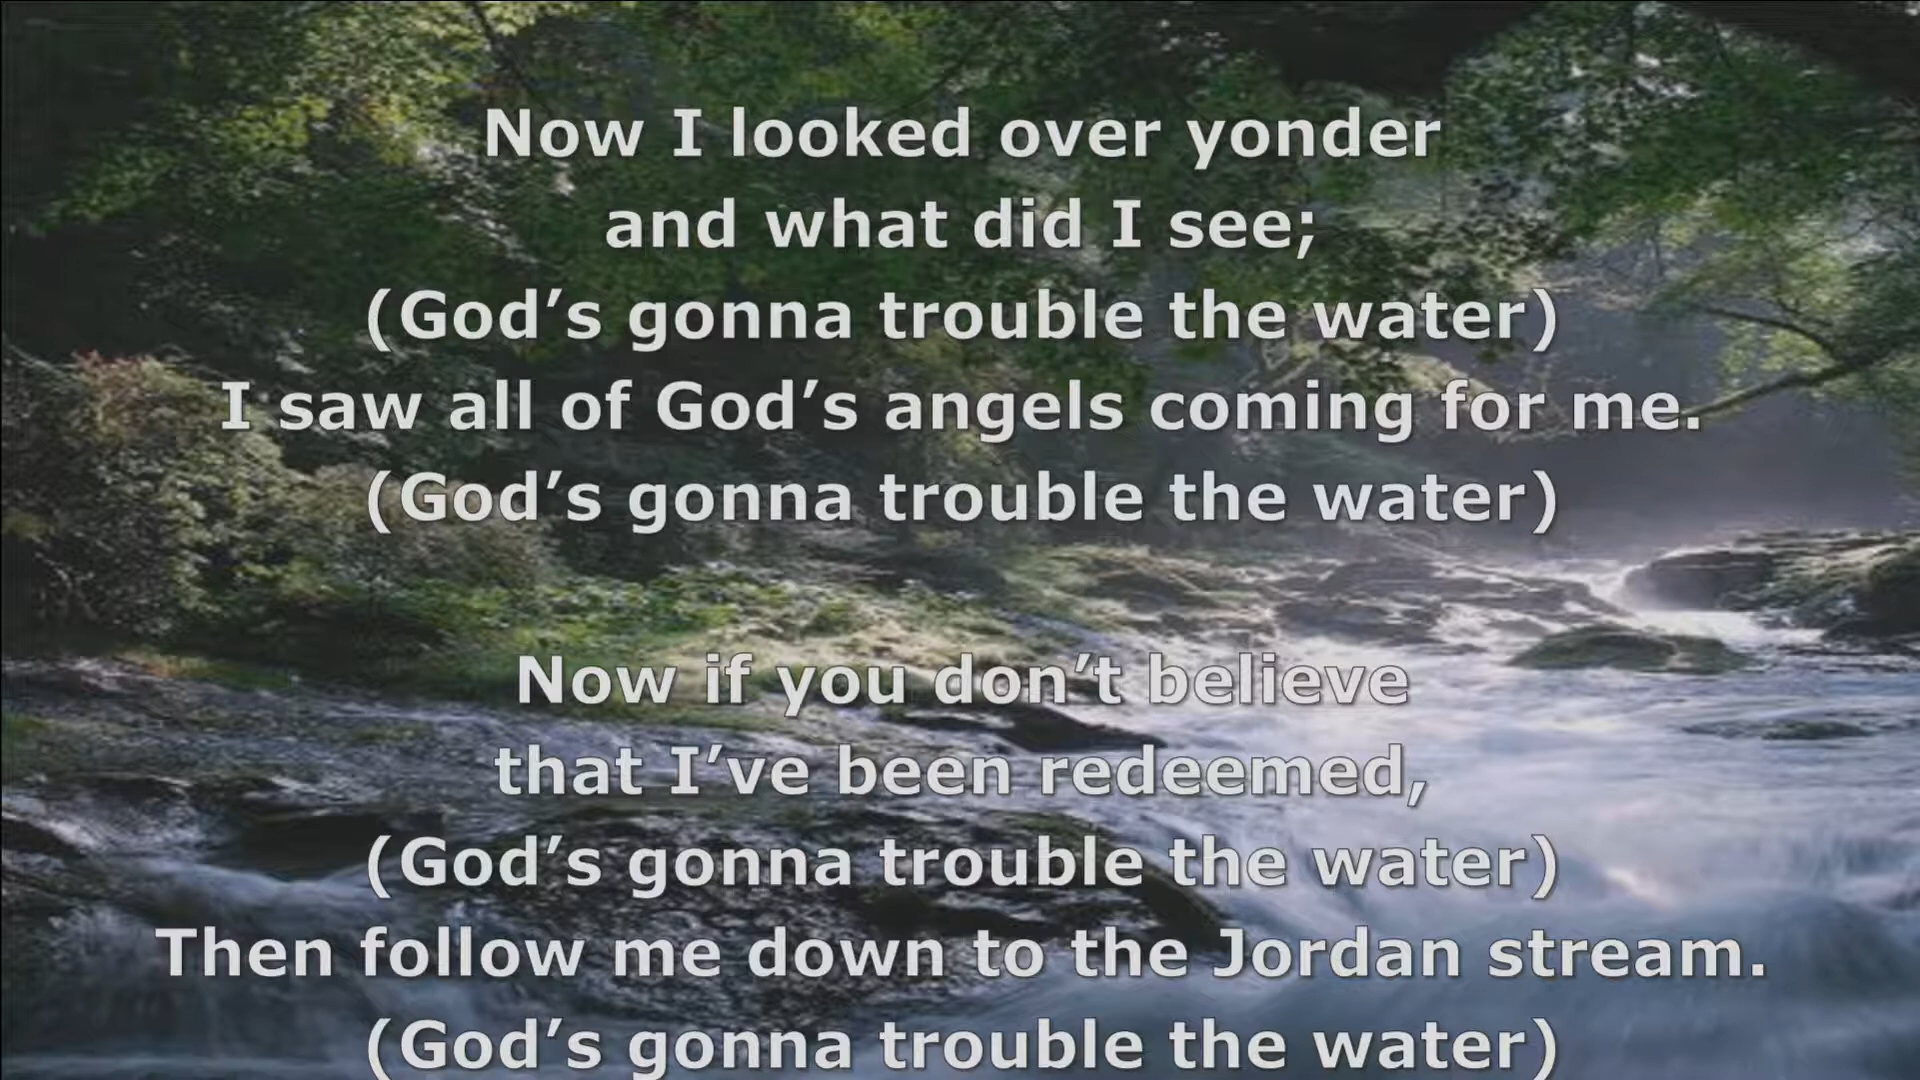 Now I looked over yonder
and what did I see;
(God’s gonna trouble the water)
I saw all of God’s angels coming for me.
(God’s gonna trouble the water)
Now if you don’t believe
that I’ve been redeemed,
(God’s gonna trouble the water)
Then follow me down to the Jordan stream.
(God’s gonna trouble the water)